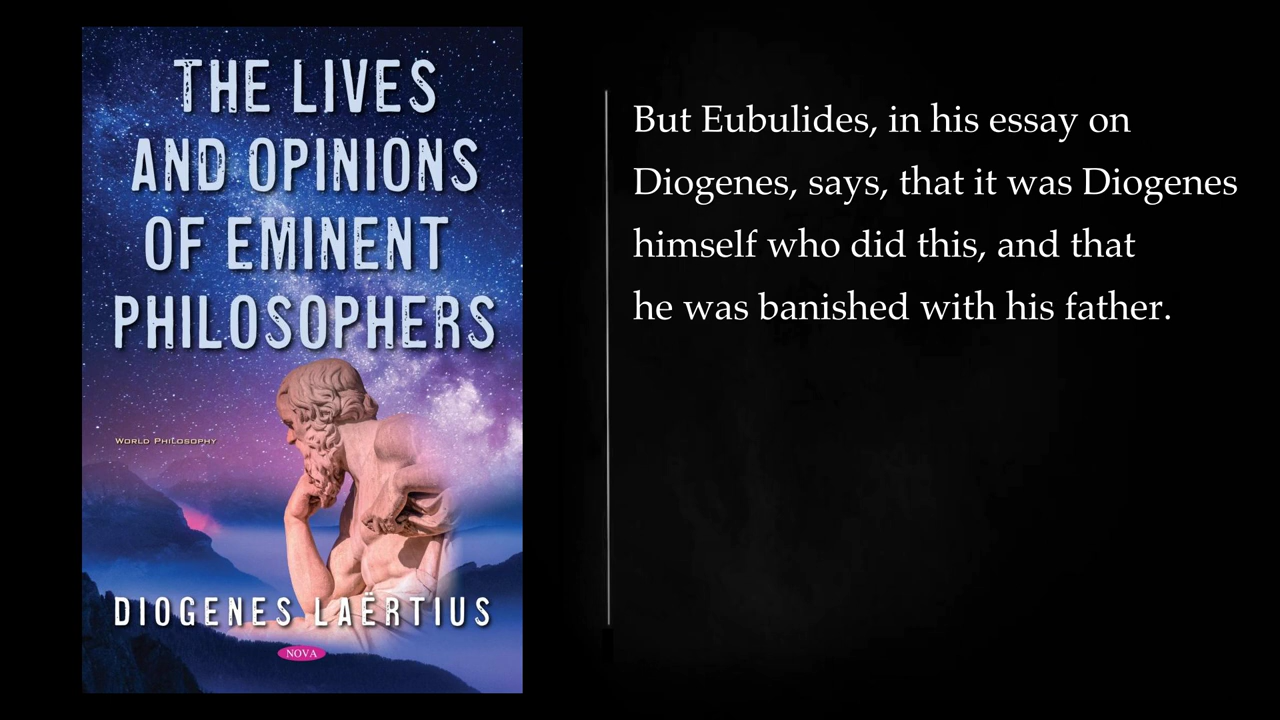 THE LIVES
AND OPINIONS
OF EMINENT
PHILOSOPHERS
WORLD PHILOSOPHY
DIOGENES LAËRTIUS
NOVA
But Eubulides, in his essay on
Diogenes, says, that it was Diogenes
himself who did this, and that
he was banished with his father.